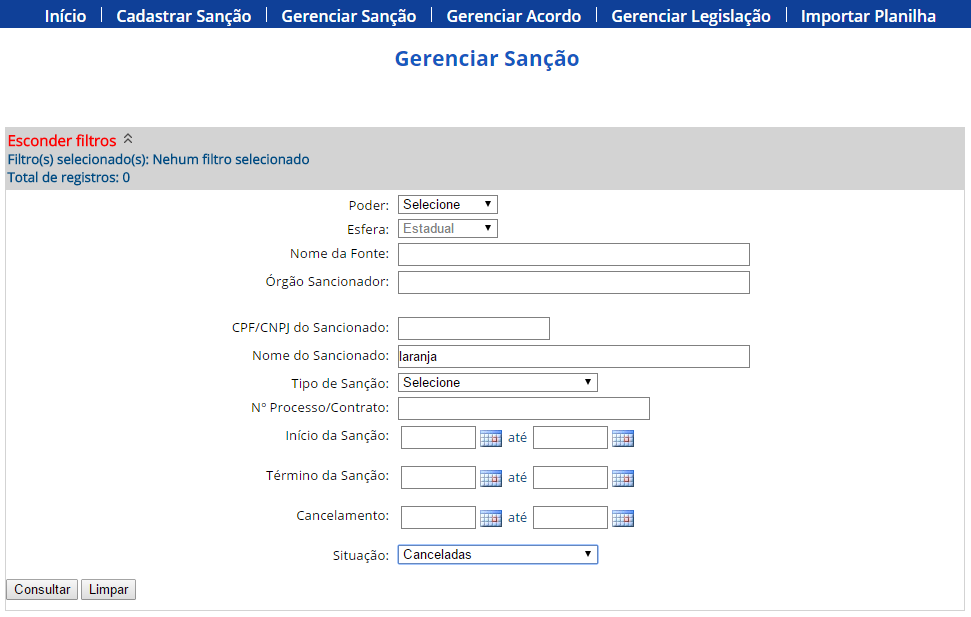 Início Cadastrar Sanção Gerenciar Sanção Gerenciar Acordo Gerenciar Legislação Importar Planilha
Gerenciar Sanção
Esconder filtros
Filtro(s) selecionado(s): Nehum filtro selecionado
Total de registros: 0
Poder: Selecione
Esfera: Estadual
Nome da Fonte:
Órgão Sancionador:
CPF/CNPJ do Sancionado:
Nome do Sancionado: laranja
Tipo de Sanção: Selecione
Nº Processo/Contrato:
Início da Sanção: até
Término da Sanção: até
Cancelamento: até
Situação: Canceladas
Consultar Limpar